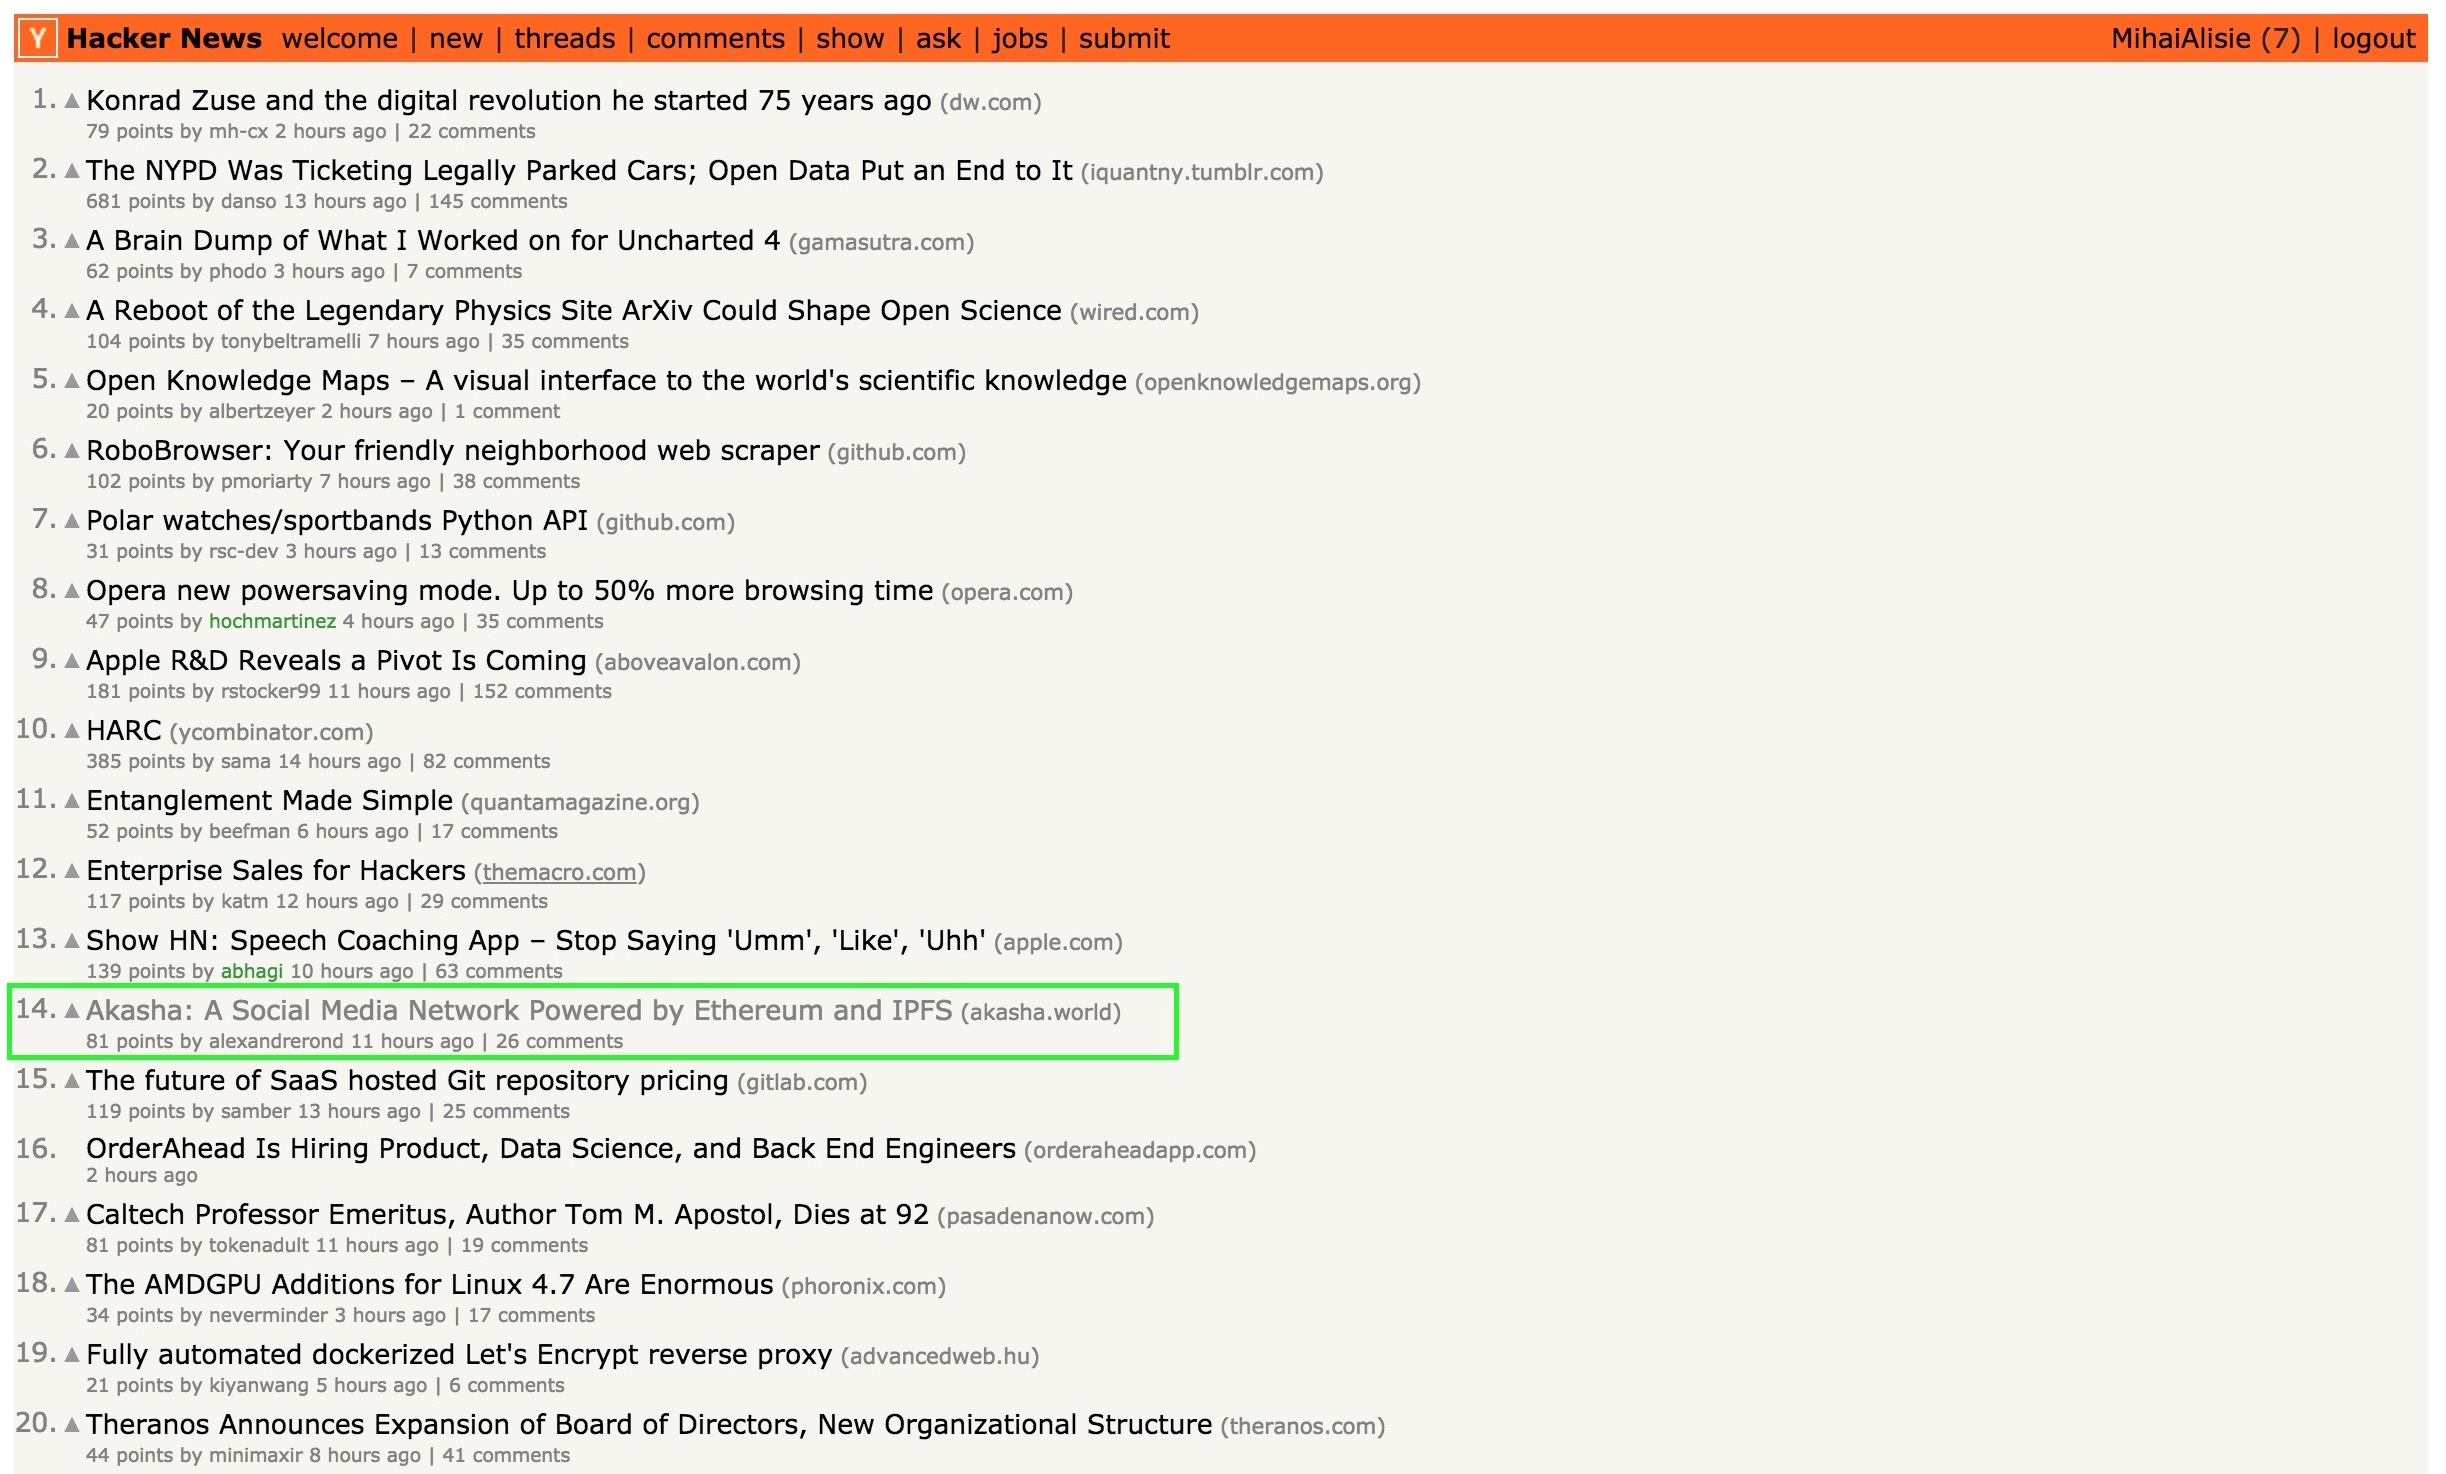 Y Hacker News welcome | new | threads | comments | show | ask | jobs | submit MihaiAlisie (7) | logout
1. ▲ Konrad Zuse and the digital revolution he started 75 years ago (dw.com)
79 points by mh-cx 2 hours ago | 22 comments
2. ▲ The NYPD Was Ticketing Legally Parked Cars; Open Data Put an End to It (iquantny.tumblr.com)
681 points by danso 13 hours ago | 145 comments
3. ▲ A Brain Dump of What I Worked on for Uncharted 4 (gamasutra.com)
62 points by phodo 3 hours ago | 7 comments
4. ▲ A Reboot of the Legendary Physics Site ArXiv Could Shape Open Science (wired.com)
104 points by tonybeltramelli 7 hours ago | 35 comments
5. ▲ Open Knowledge Maps – A visual interface to the world's scientific knowledge (openknowledgemaps.org)
20 points by albertzeyer 2 hours ago | 1 comment
6. ▲ RoboBrowser: Your friendly neighborhood web scraper (github.com)
102 points by pmoriarty 7 hours ago | 38 comments
7. ▲ Polar watches/sportbands Python API (github.com)
31 points by rsc-dev 3 hours ago | 13 comments
8. ▲ Opera new powersaving mode. Up to 50% more browsing time (opera.com)
47 points by hochmartinez 4 hours ago | 35 comments
9. ▲ Apple R&D Reveals a Pivot Is Coming (aboveavalon.com)
181 points by rstocker99 11 hours ago | 152 comments
10. ▲ HARC (ycombinator.com)
385 points by sama 14 hours ago | 82 comments
11. ▲ Entanglement Made Simple (quantamagazine.org)
52 points by beefman 6 hours ago | 17 comments
12. ▲ Enterprise Sales for Hackers (themacro.com)
117 points by katm 12 hours ago | 29 comments
13. ▲ Show HN: Speech Coaching App – Stop Saying 'Umm', 'Like', 'Uhh' (apple.com)
139 points by abhagi 10 hours ago | 63 comments
14. ▲ Akasha: A Social Media Network Powered by Ethereum and IPFS (akasha.world)
81 points by alexandrerond 11 hours ago | 26 comments
15. ▲ The future of SaaS hosted Git repository pricing (gitlab.com)
119 points by samber 13 hours ago | 25 comments
16. OrderAhead Is Hiring Product, Data Science, and Back End Engineers (orderaheadapp.com)
2 hours ago
17. ▲ Caltech Professor Emeritus, Author Tom M. Apostol, Dies at 92 (pasadenanow.com)
81 points by tokenadult 11 hours ago | 19 comments
18. ▲ The AMDGPU Additions for Linux 4.7 Are Enormous (phoronix.com)
34 points by neverminder 3 hours ago | 17 comments
19. ▲ Fully automated dockerized Let's Encrypt reverse proxy (advancedweb.hu)
21 points by kiyanwang 5 hours ago | 6 comments
20. ▲ Theranos Announces Expansion of Board of Directors, New Organizational Structure (theranos.com)
44 points by minimaxir 8 hours ago | 41 comments